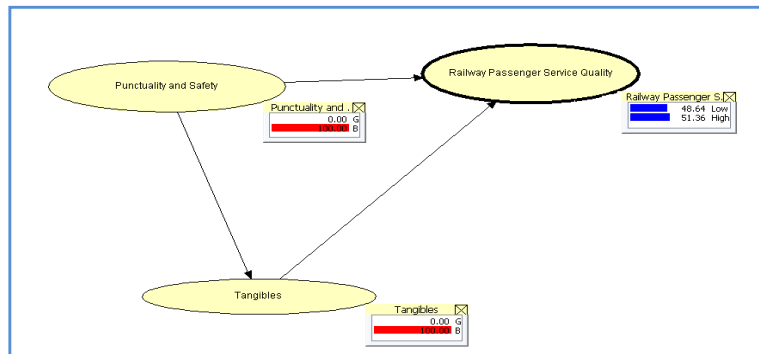 Punctuality and Safety
Railway Passenger Service Quality
Punctuality and .
0.00 G
100.00 B
Railway Passenger S.
48.64 Low
51.36 High
Tangibles
Tangibles
0.00 G
100.00 B